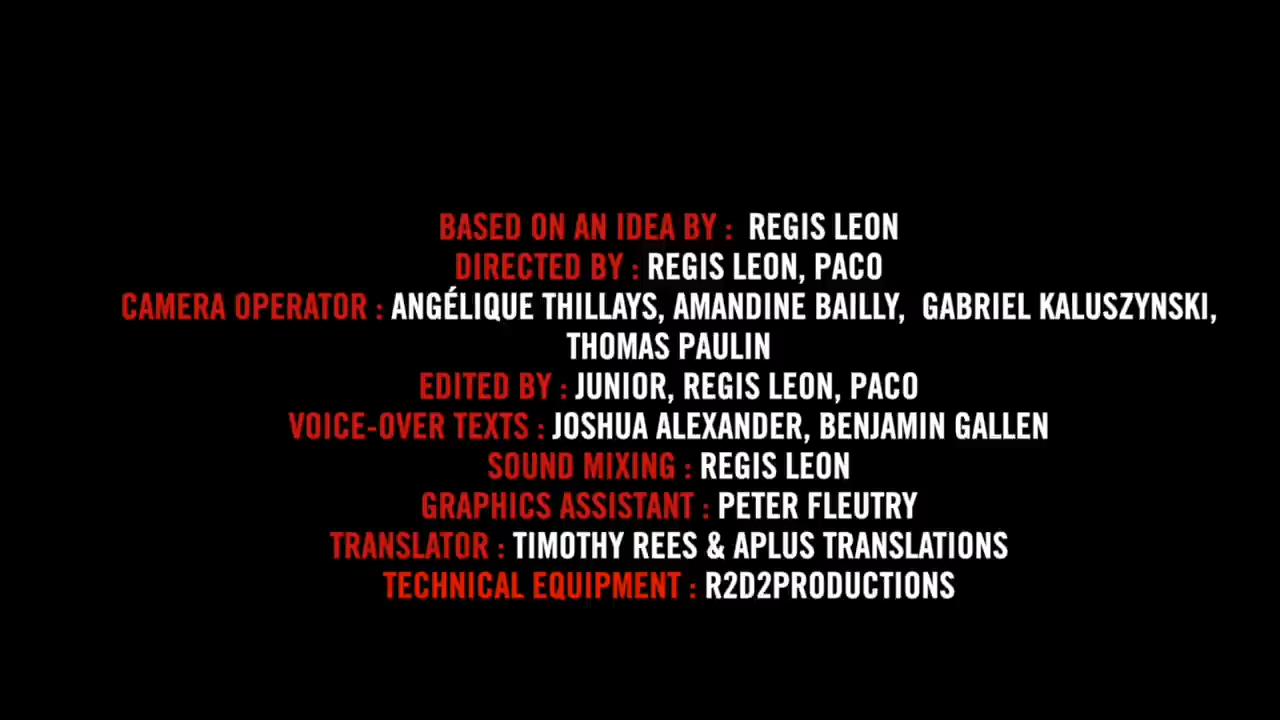 BASED ON AN IDEA BY : REGIS LEON
DIRECTED BY : REGIS LEON, PACO
CAMERA OPERATOR : ANGÉLIQUE THILLAYS, AMANDINE BAILLY, GABRIEL KALUSZYNSKI,
THOMAS PAULIN
EDITED BY : JUNIOR, REGIS LEON, PACO
VOICE-OVER TEXTS : JOSHUA ALEXANDER, BENJAMIN GALLEN
SOUND MIXING : REGIS LEON
GRAPHICS ASSISTANT : PETER FLEUTRY
TRANSLATOR : TIMOTHY REES & APLUS TRANSLATIONS
TECHNICAL EQUIPMENT : R2D2PRODUCTIONS